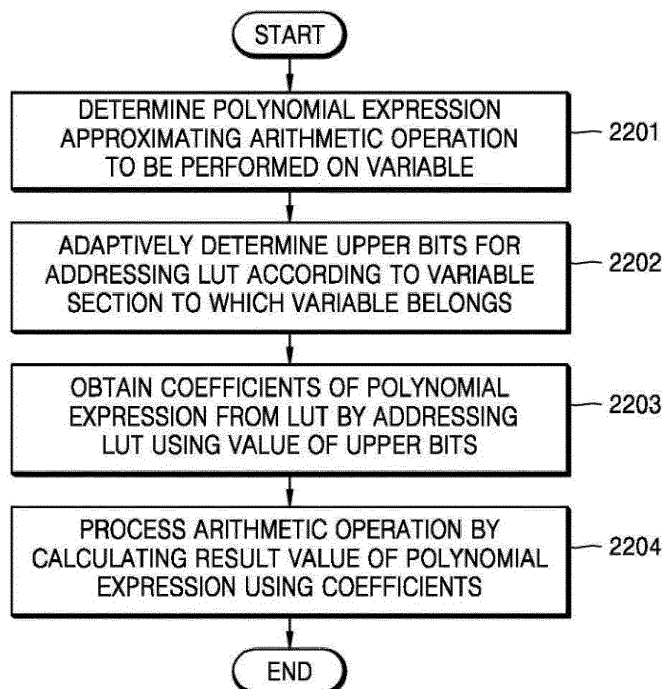 START
DETERMINE POLYNOMIAL EXPRESSION
APPROXIMATING ARITHMETIC OPERATION
TO BE PERFORMED ON VARIABLE
2201
ADAPTIVELY DETERMINE UPPER BITS FOR
ADDRESSING LUT ACCORDING TO VARIABLE
SECTION TO WHICH VARIABLE BELONGS
2202
OBTAIN COEFFICIENTS OF POLYNOMIAL
EXPRESSION FROM LUT BY ADDRESSING
LUT USING VALUE OF UPPER BITS
2203
PROCESS ARITHMETIC OPERATION BY
CALCULATING RESULT VALUE OF POLYNOMIAL
EXPRESSION USING COEFFICIENTS
2204
END